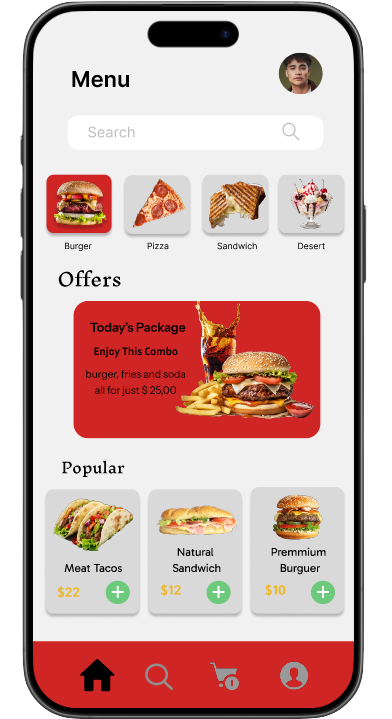 Menu
Search
Burger
Pizza
Sandwich
Desert
Offers
Today's Package
Enjoy This Combo
burger, fries and soda
all for just $ 25,00
Popular
Meat Tacos
$22
Natural
Sandwich
$12
Premmium
Burguer
$10